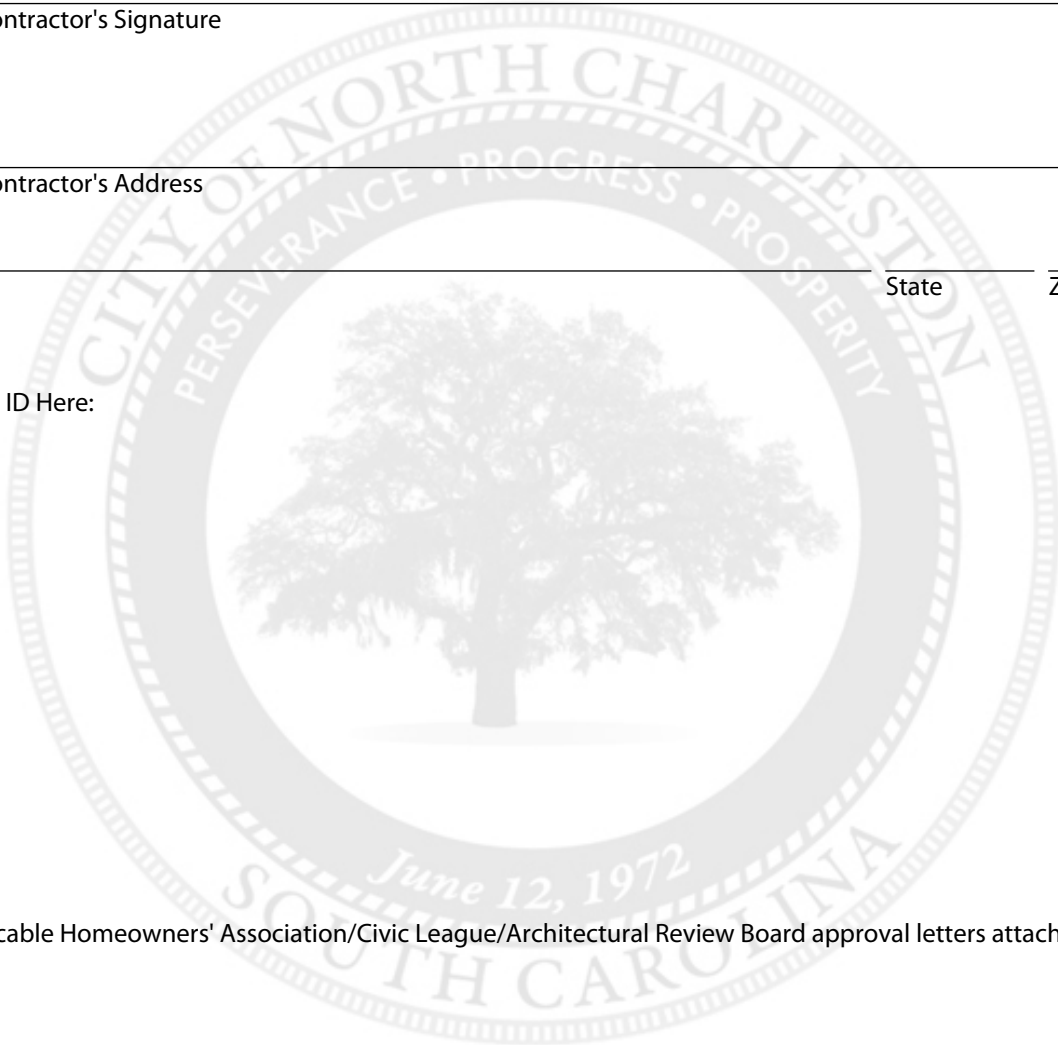 ontractor's Signature
CITY OF NORTH CHARLESTON
PERSEVERANCE • PROGRESS • PROSPERITY
ontractor's Address
State Z
ID Here:
June 12, 1972
cable Homeowners' Association/Civic League/Architectural Review Board approval letters attach
SOUTH CAROLINA